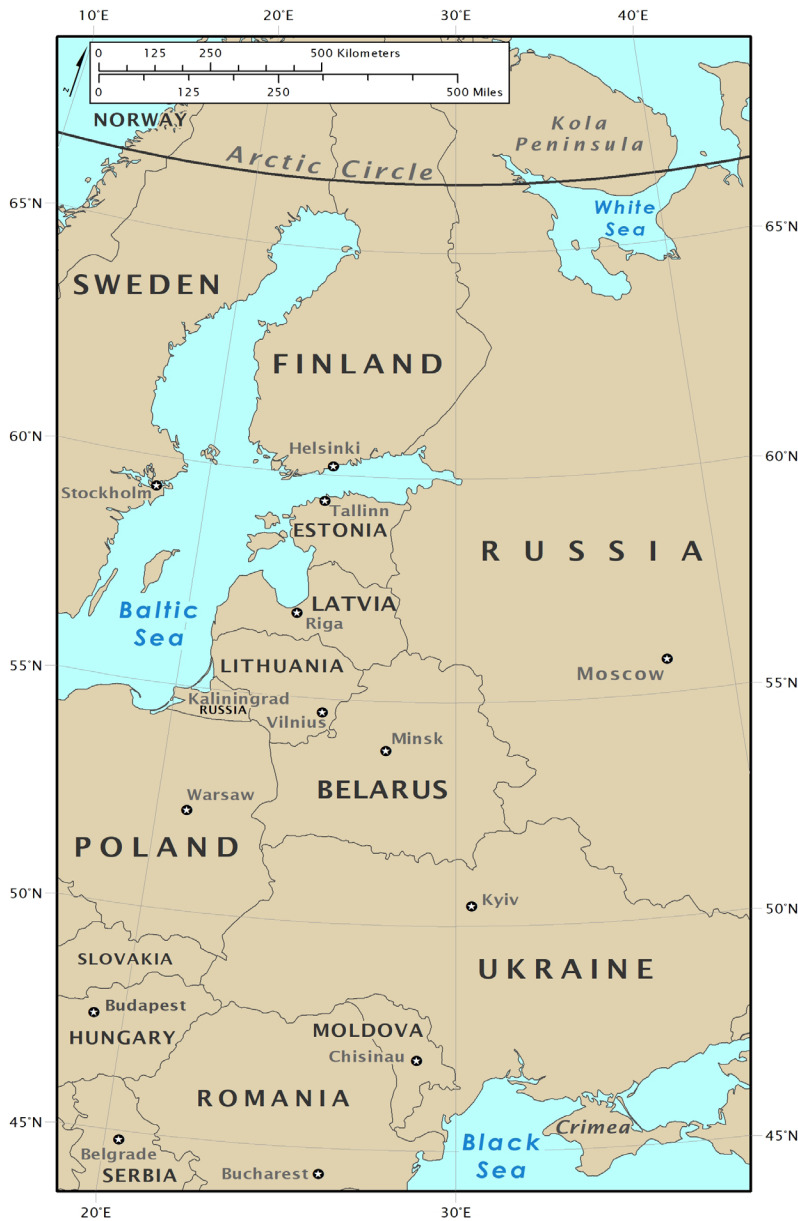 10°E 20°E 30°E 40°E
0 125 250 500 Kilometers
0 125 250 500 Miles
z
NORWAY
Kola
Peninsula
Arctic Circle
65°N
White
Sea
65°N
SWEDEN
FINLAND
60°N
Helsinki
60°N
Stockholm
Tallinn
ESTONIA
RUSSIA
Baltic
Sea
LATVIA
Riga
LITHUANIA
55°N
Moscow
55°N
Kaliningrad
RUSSIA
Vilnius
Minsk
BELARUS
Warsaw
POLAND
50°N
Kyiv
50°N
SLOVAKIA
UKRAINE
Budapest
HUNGARY
MOLDOVA
Chisinau
ROMANIA
45°N
Crimea
45°N
Black
Sea
Belgrade
SERBIA
Bucharest
20°E 30°E